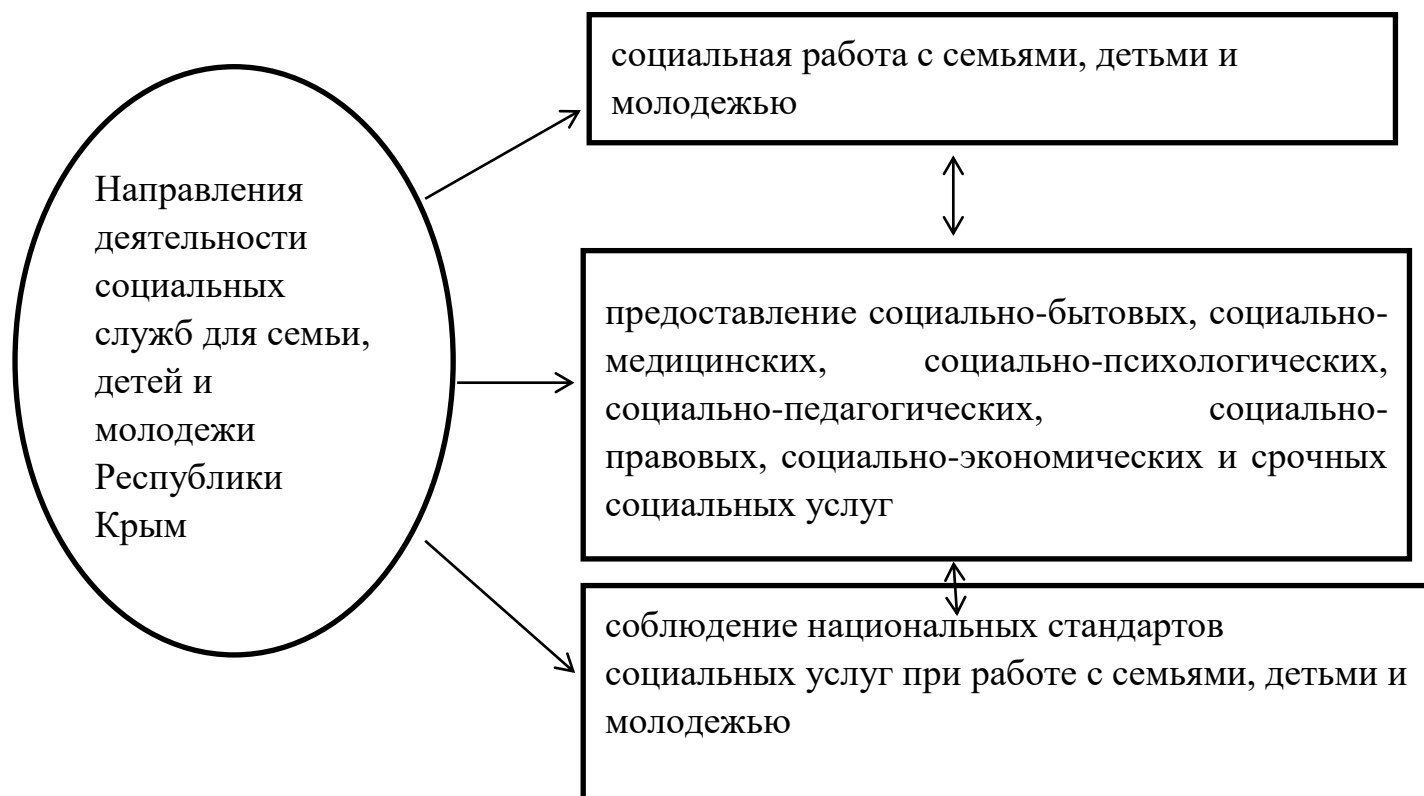 социальная работа с семьями, детьми и
молодежью
Направления
деятельности
социальных
служб для семьи,
детей и
молодежи
Республики
Крым
предоставление социально-бытовых, социально-
медицинских, социально-психологических,
социально-педагогических, социально-
правовых, социально-экономических и срочных
социальных услуг
соблюдение национальных стандартов
социальных услуг при работе с семьями, детьми и
молодежью